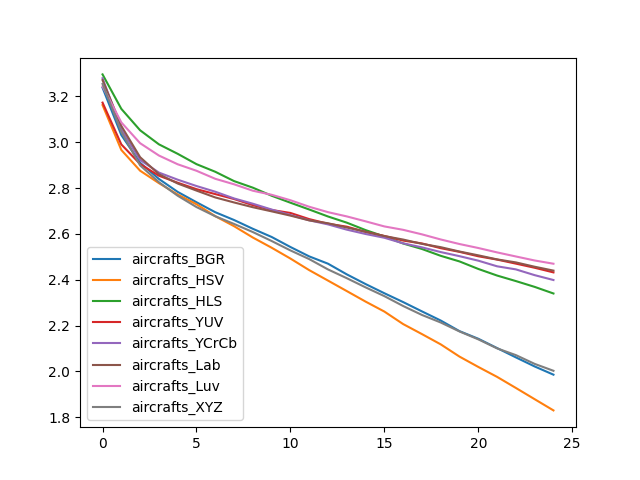 3.2
3.0
2.8
2.6
2.4
2.2
2.0
1.8
aircrafts_BGR
aircrafts_HSV
aircrafts_HLS
aircrafts_YUV
aircrafts_YCrCb
aircrafts_Lab
aircrafts_Luv
aircrafts_XYZ
0 5 10 15 20 25